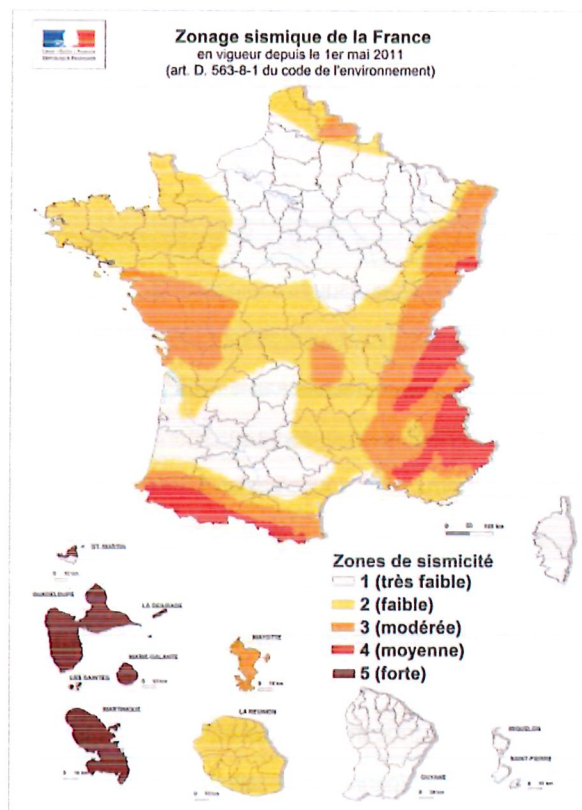 Zonage sismique de la France
en vigueur depuis le 1er mai 2011
(art. D. 563-8-1 du code de l'environnement)
RÉPUBLIQUE FRANÇAISE
ST. MARTIN
GUADELOUPE
LA DESIRADE
MARIE-GALANTE
LES SAINTES
MAYOTTE
Zones de sismicité
1 (très faible)
2 (faible)
3 (modérée)
4 (moyenne)
5 (forte)
MARTINIQUE
LA REUNION
GUYANE
MIQUELON
SAINT-PIERRE